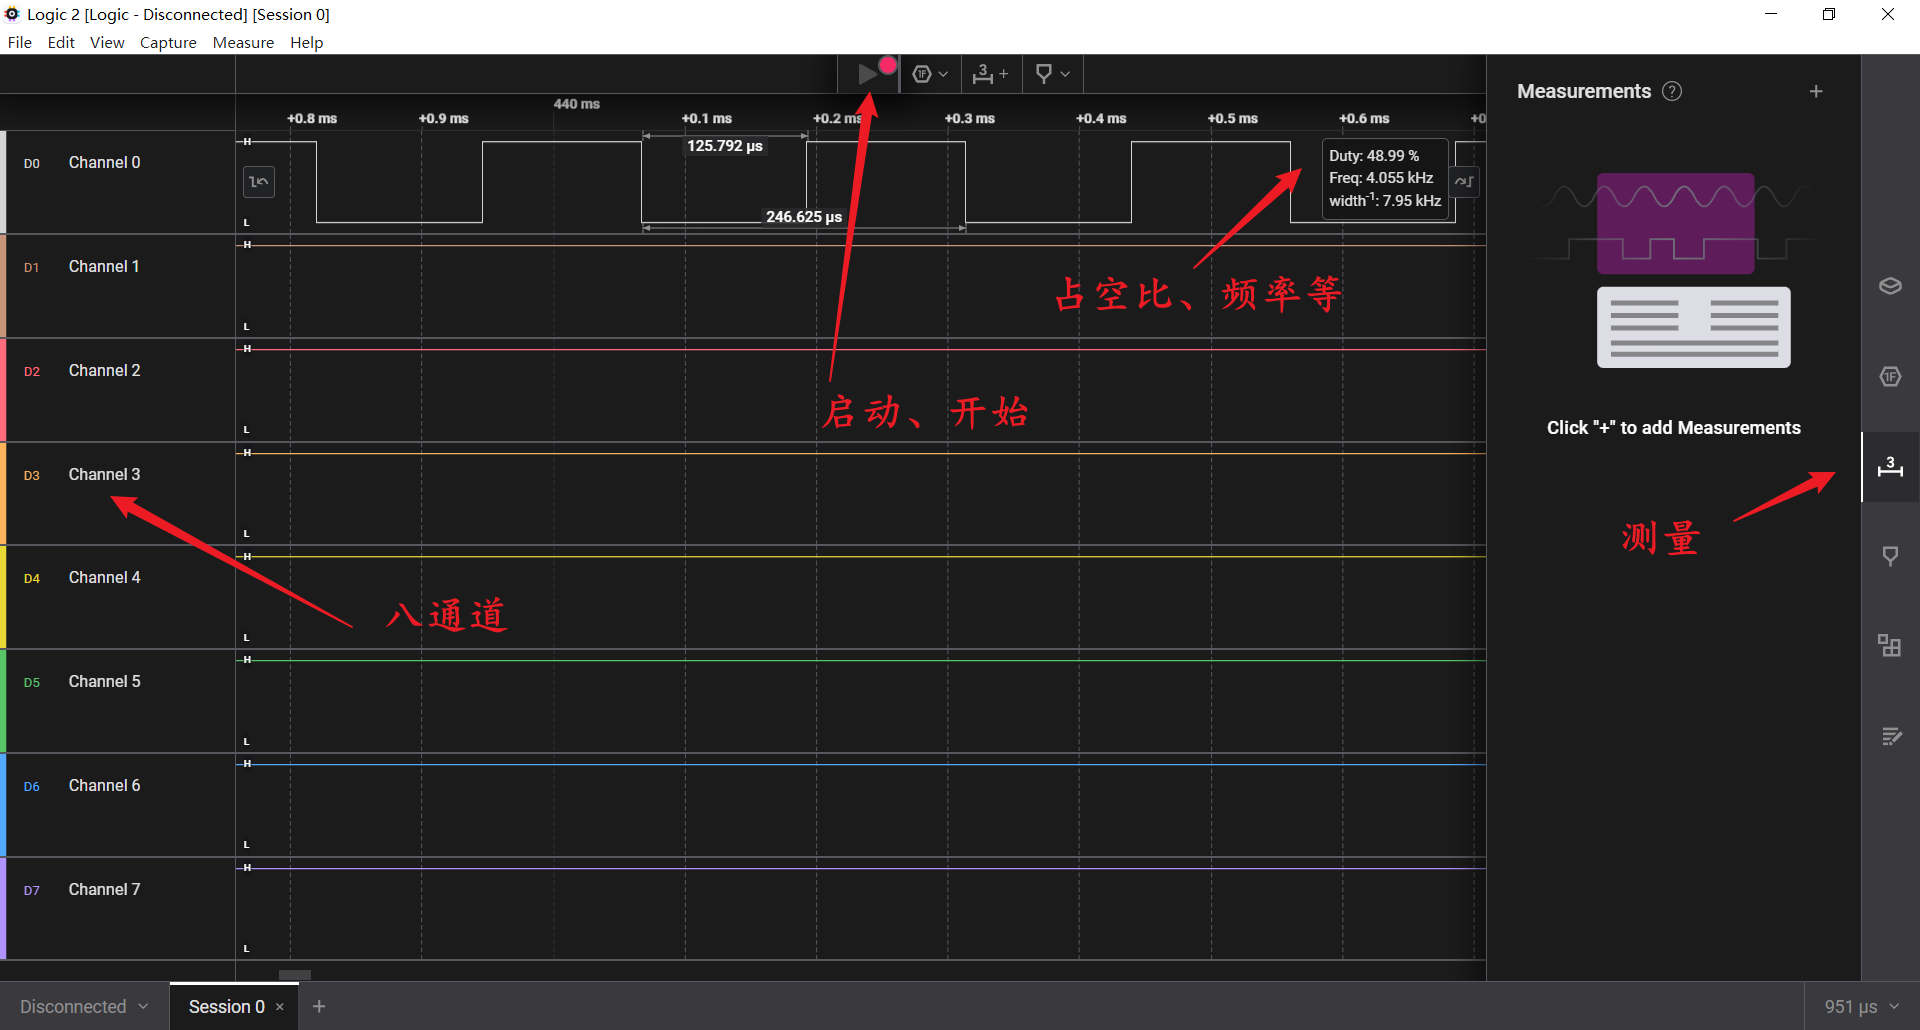 Logic 2 [Logic - Disconnected] [Session 0]
File Edit View Capture Measure Help
1F 3 +
440 ms
+0.8 ms +0.9 ms +0.1 ms +0.2 ms +0.3 ms +0.4 ms +0.5 ms +0.6 ms +0
Measurements ? +
D0 Channel 0 H L
125.792 µs
246.625 µs
Duty: 48.99 %
Freq: 4.055 kHz
width⁻¹: 7.95 kHz
占空比、频率等
D1 Channel 1 H L
D2 Channel 2 H L
启动、开始
Click "+" to add Measurements
1F
3
测量
D3 Channel 3 H L
八通道
D4 Channel 4 H L
D5 Channel 5 H L
D6 Channel 6 H L
D7 Channel 7 H L
Disconnected Session 0 × + 951 µs